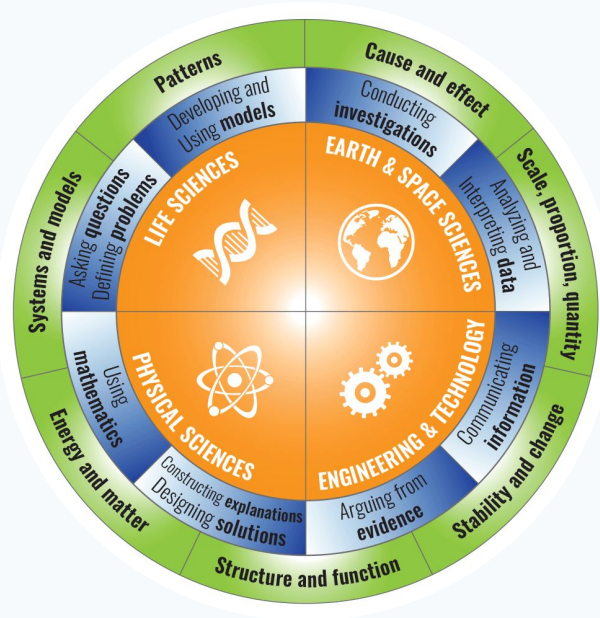 Patterns
Cause and effect
Scale, proportion, quantity
Stability and change
Structure and function
Energy and matter
Systems and models
Developing and
Using models
Conducting
investigations
Analyzing and
Interpreting data
Communicating
information
Arguing from
evidence
Constructing explanations
Designing solutions
Using
mathematics
Asking questions
Defining problems
LIFE SCIENCES
EARTH & SPACE SCIENCES
ENGINEERING & TECHNOLOGY
PHYSICAL SCIENCES